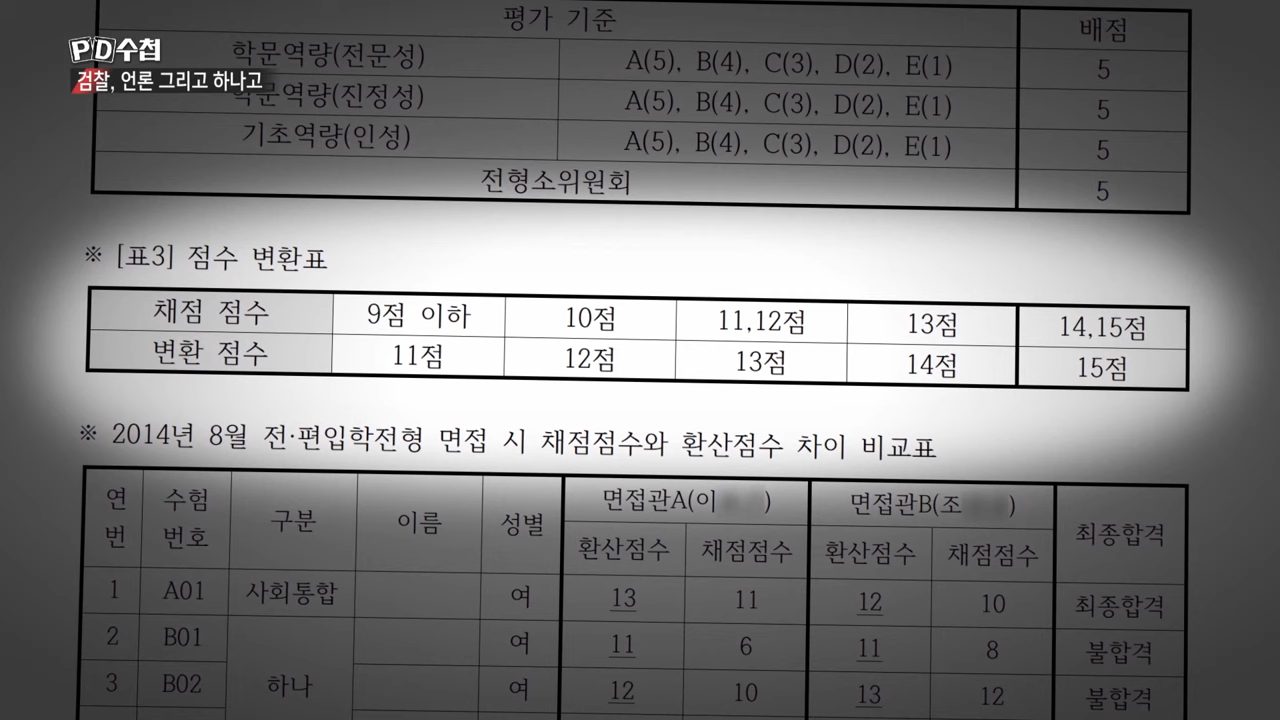 PD수첩
검찰, 언론 그리고 하나고
평가 기준 배점
학문역량(전문성) A(5), B(4), C(3), D(2), E(1) 5
학문역량(진정성) A(5), B(4), C(3), D(2), E(1) 5
기초역량(인성) A(5), B(4), C(3), D(2), E(1) 5
전형소위원회 5
※ [표3] 점수 변환표
채점 점수 9점 이하 10점 11,12점 13점 14,15점
변환 점수 11점 12점 13점 14점 15점
※ 2014년 8월 전·편입학전형 면접 시 채점점수와 환산점수 차이 비교표
연번 수험번호 구분 이름 성별 면접관A(이 ) 면접관B(조 ) 최종합격
환산점수 채점점수 환산점수 채점점수
1 A01 사회통합 여 13 11 12 10 최종합격
2 B01 여 11 6 11 8 불합격
3 B02 하나 여 12 10 13 12 불합격